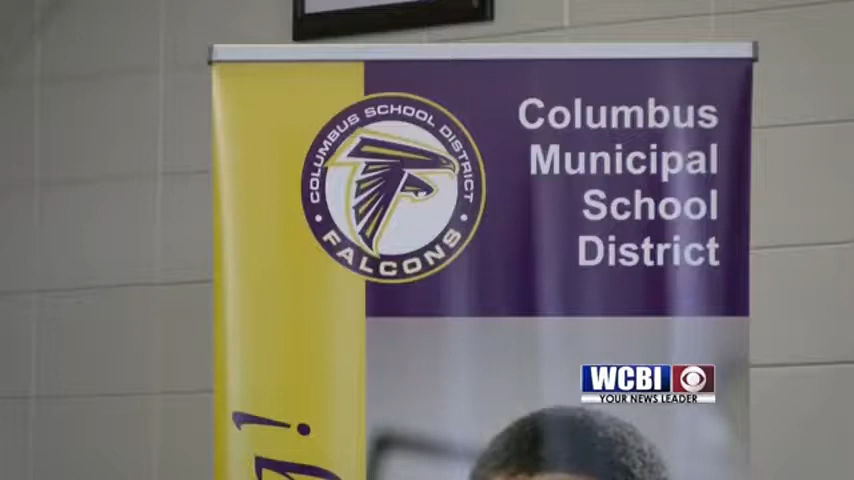 COLUMBUS SCHOOL DISTRICT
FALCONS
Columbus
Municipal
School
District
WCBI
YOUR NEWS LEADER